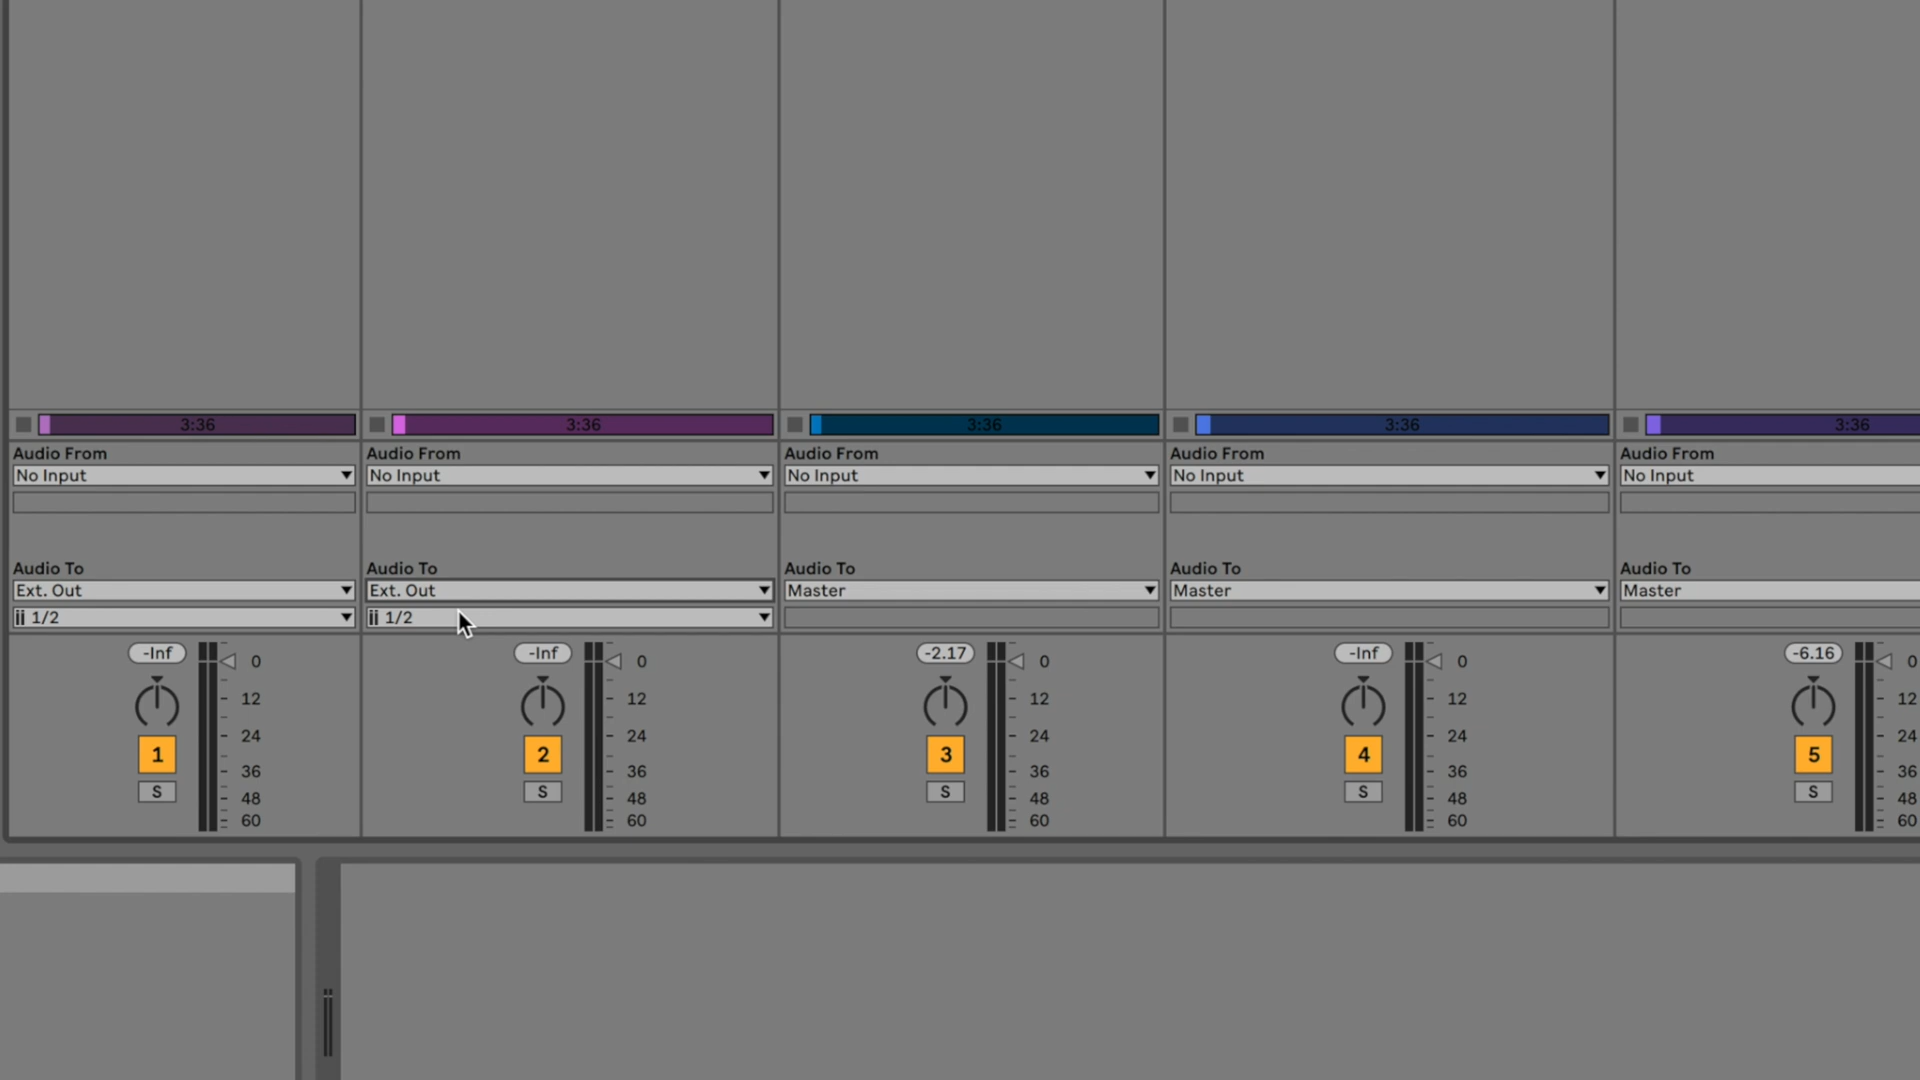 3:36 3:36 3:36 3:36 3:36
Audio From Audio From Audio From Audio From Audio From
No Input No Input No Input No Input No Input
Audio To Audio To Audio To Audio To Audio To
Ext. Out Ext. Out Master Master Master
1/2 1/2
-Inf 0 -Inf 0 -2.17 0 -Inf 0 -6.16 0
12 12 12 12 12
1 24 2 24 3 24 4 24 5 24
36 36 36 36 36
S 48 S 48 S 48 S 48 S 48
60 60 60 60 60